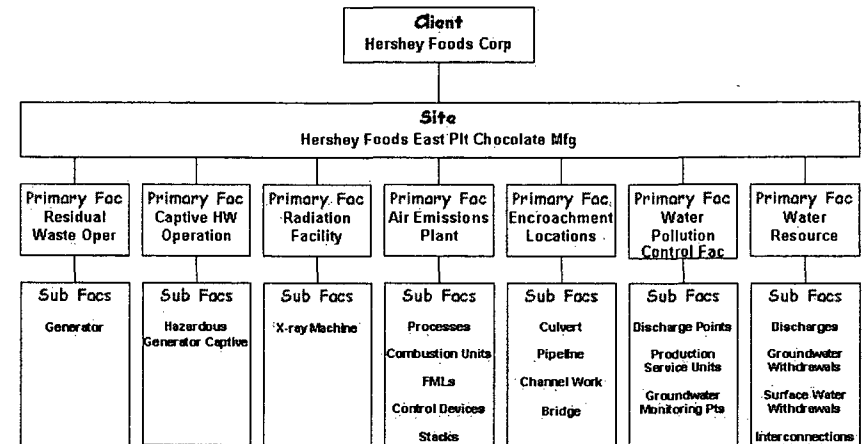 Client
Hershey Foods Corp
Site
Hershey Foods East Plt Chocolate Mfg
Primary Fac
Residual
Waste Oper
Primary Fac
Captive HW
Operation
Primary Fac
Radiation
Facility
Primary Fac
Air Emissions
Plant
Primary Fac
Encroachment
Locations
Primary Fac
Water
Pollution
Control Fac
Primary Fac
Water
Resource
Sub Facs
Generator
Sub Facs
Hazardous
Generator Captive
Sub Facs
X-ray Machine
Sub Facs
Processes
Combustion Units
FMLs
Control Devices
Stacks
Sub Facs
Culvert
Pipeline
Channel Work
Bridge
Sub Facs
Discharge Points
Production
Service Units
Groundwater
Monitoring Pts
Sub Facs
Discharges
Groundwater
Withdrawals
Surface Water
Withdrawals
Interconnections